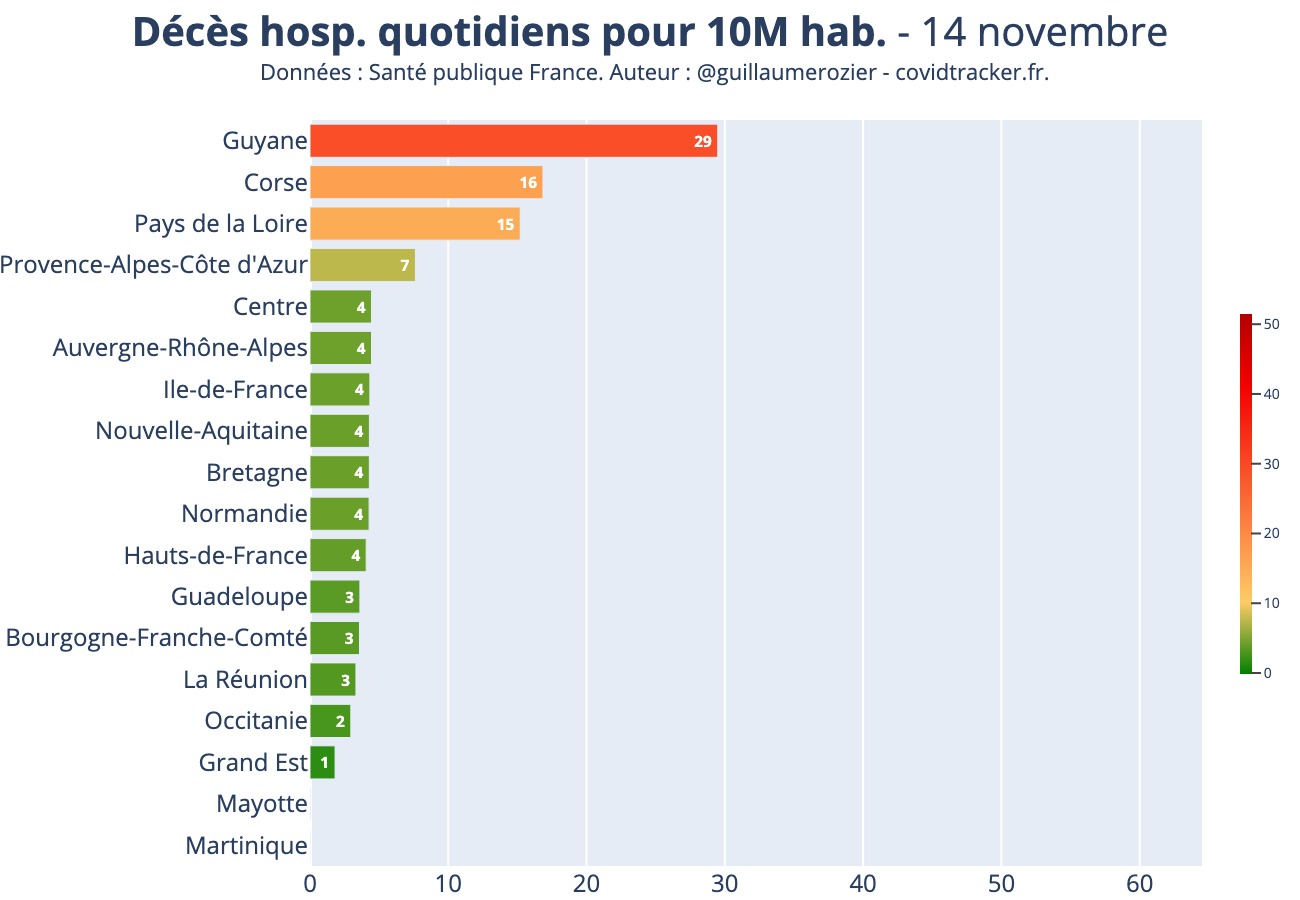 Décès hosp. quotidiens pour 10M hab. - 14 novembre
Données : Santé publique France. Auteur : @guillaumerozier - covidtracker.fr.
Guyane 29
Corse 16
Pays de la Loire 15
Provence-Alpes-Côte d'Azur 7
Centre 4
Auvergne-Rhône-Alpes 4
Ile-de-France 4
Nouvelle-Aquitaine 4
Bretagne 4
Normandie 4
Hauts-de-France 4
Guadeloupe 3
Bourgogne-Franche-Comté 3
La Réunion 3
Occitanie 2
Grand Est 1
Mayotte
Martinique
0 10 20 30 40 50 60
50
40
30
20
10
0